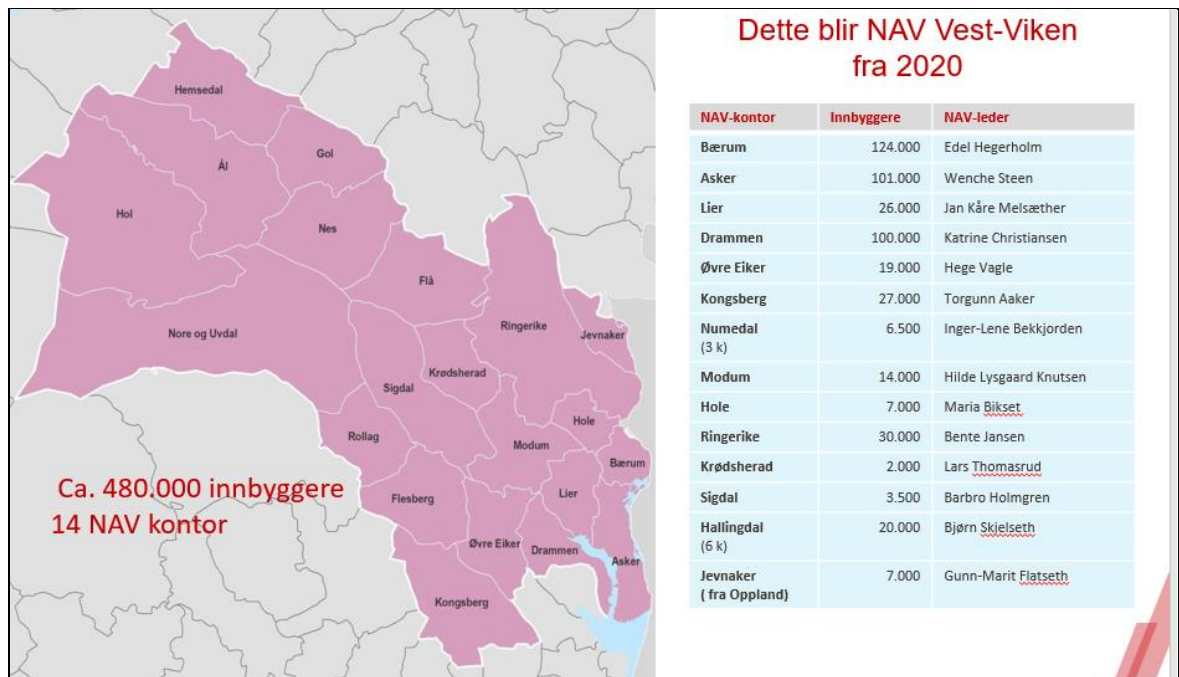 Hemsedal
Gol
Ål
Hol
Nes
Flå
Ringerike
Jevnaker
Nore og Uvdal
Krødsherad
Sigdal
Hole
Rollag
Modum
Bærum
Lier
Flesberg
Øvre Eiker
Drammen
Asker
Kongsberg
Ca. 480.000 innbyggere
14 NAV kontor
Dette blir NAV Vest-Viken
fra 2020
NAV-kontor Innbyggere NAV-leder
Bærum 124.000 Edel Hegerholm
Asker 101.000 Wenche Steen
Lier 26.000 Jan Kåre Melsæther
Drammen 100.000 Katrine Christiansen
Øvre Eiker 19.000 Hege Vagle
Kongsberg 27.000 Torgunn Aaker
Numedal 6.500 Inger-Lene Bekkjorden
(3 k)
Modum 14.000 Hilde Lysgaard Knutsen
Hole 7.000 Maria Bikset
Ringerike 30.000 Bente Jansen
Krødsherad 2.000 Lars Thomasrud
Sigdal 3.500 Barbro Holmgren
Hallingdal 20.000 Bjørn Skjelseth
(6 k)
Jevnaker 7.000 Gunn-Marit Flatseth
( fra Oppland)